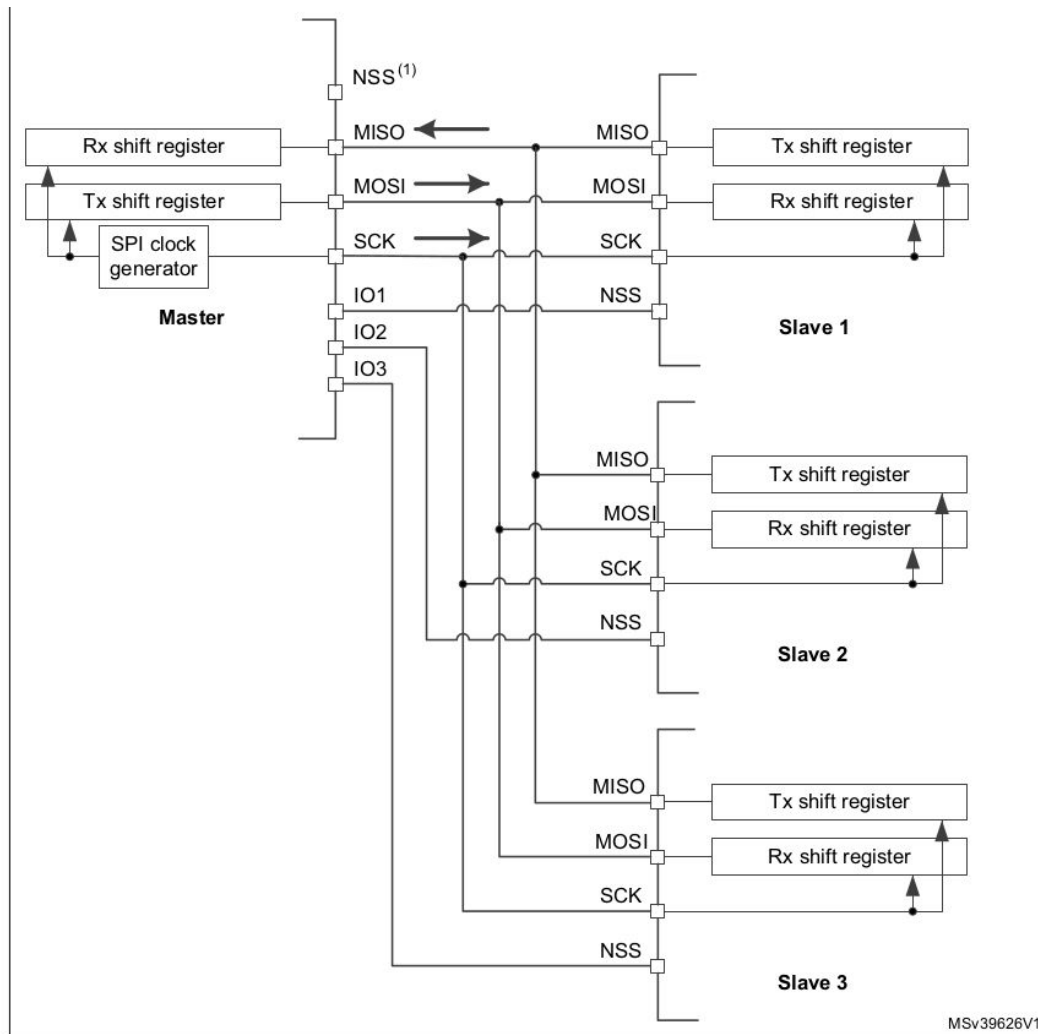 NSS(1)
MISO
MISO
Rx shift register
Tx shift register
MOSI
MOSI
Tx shift register
Rx shift register
SCK
SCK
SPI clock
generator
IO1
NSS
Master
Slave 1
IO2
IO3
MISO
Tx shift register
MOSI
Rx shift register
SCK
NSS
Slave 2
MISO
Tx shift register
MOSI
Rx shift register
SCK
NSS
Slave 3
MSv39626V1